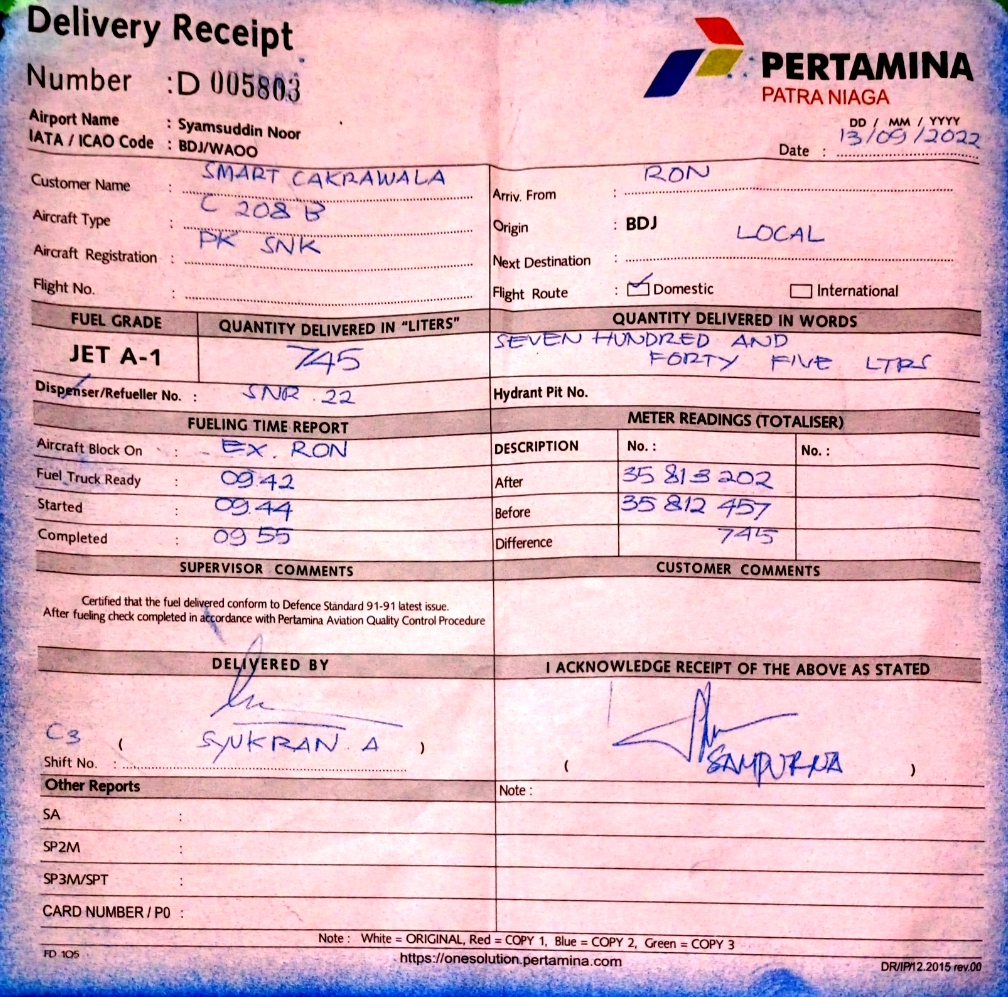 Delivery Receipt
Number : D 005803
PERTAMINA
PATRA NIAGA
Airport Name : Syamsuddin Noor
IATA / ICAO Code : BDJ/WAOO
DD / MM / YYYY
Date : 13/09/2022
Customer Name : SMART CAKRAWALA
Aircraft Type : C 208 B
Aircraft Registration : PK SNK
Flight No. :
Arriv. From : RON
Origin : BDJ
Next Destination : LOCAL
Flight Route : Domestic International
FUEL GRADE QUANTITY DELIVERED IN "LITERS" QUANTITY DELIVERED IN WORDS
JET A-1 745 SEVEN HUNDRED AND
FORTY FIVE LTRS
Dispenser/Refueller No. : SNR 22 Hydrant Pit No.
FUELING TIME REPORT METER READINGS (TOTALISER)
Aircraft Block On : EX. RON DESCRIPTION No. : No. :
Fuel Truck Ready : 09.42 After 35 813 202
Started : 09.44 Before 35 812 457
Completed : 09 55 Difference 745
SUPERVISOR COMMENTS CUSTOMER COMMENTS
Certified that the fuel delivered conform to Defence Standard 91-91 latest issue.
After fueling check completed in accordance with Pertamina Aviation Quality Control Procedure
DELIVERED BY I ACKNOWLEDGE RECEIPT OF THE ABOVE AS STATED
C3 ( SYUKRAN. A ) ( SAMPURNA )
Shift No. :
Other Reports Note :
SA :
SP2M :
SP3M/SPT :
CARD NUMBER / P0 :
Note : White = ORIGINAL, Red = COPY 1, Blue = COPY 2, Green = COPY 3
FD 105 https://onesolution.pertamina.com DR/IP/12.2015 rev.00